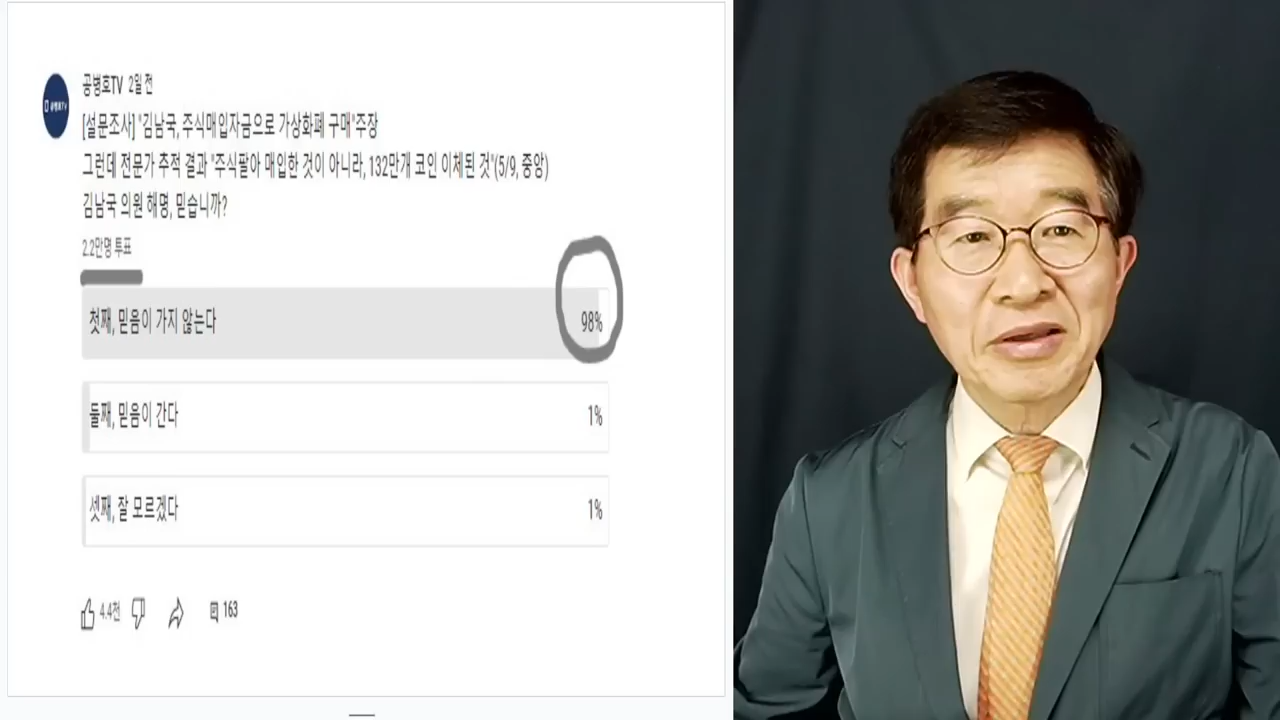 공병호TV 2일 전
공병호TV
[설문조사] "김남국, 주식매입자금으로 가상화폐 구매"주장
그런데 전문가 추적 결과 "주식팔아 매입한 것이 아니라, 132만개 코인 이체된 것"(5/9, 중앙)
김남국 의원 해명, 믿습니까?
2.2만명 투표
첫째, 믿음이 가지 않는다 98%
둘째, 믿음이 간다 1%
셋째, 잘 모르겠다 1%
4.4천 163